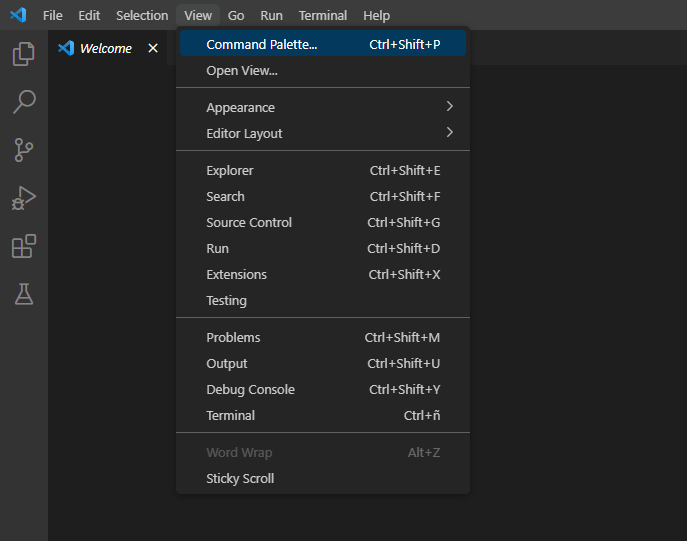 File Edit Selection View Go Run Terminal Help
Welcome
Command Palette... Ctrl+Shift+P
Open View...
Appearance
Editor Layout
Explorer Ctrl+Shift+E
Search Ctrl+Shift+F
Source Control Ctrl+Shift+G
Run Ctrl+Shift+D
Extensions Ctrl+Shift+X
Testing
Problems Ctrl+Shift+M
Output Ctrl+Shift+U
Debug Console Ctrl+Shift+Y
Terminal Ctrl+ñ
Word Wrap Alt+Z
Sticky Scroll